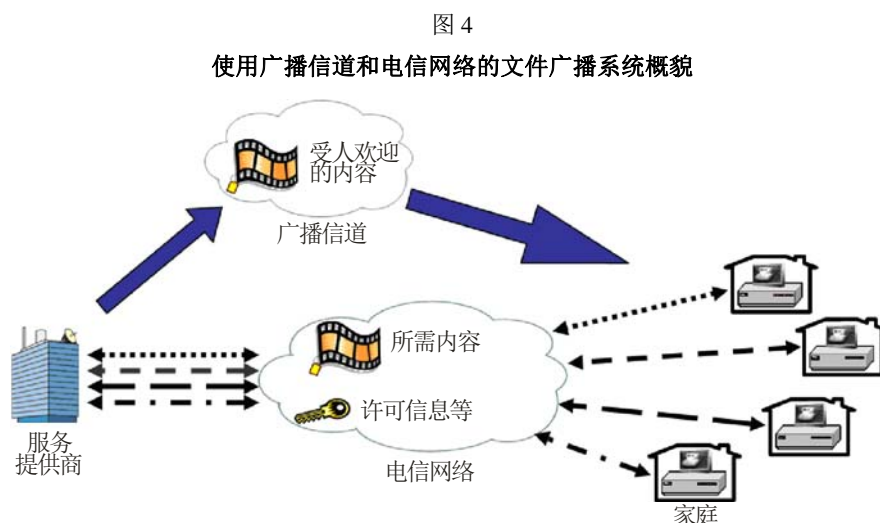 图 4
使用广播信道和电信网络的文件广播系统概貌
受人欢迎
的内容
广播信道
所需内容
许可信息等
服务
提供商
电信网络
家庭